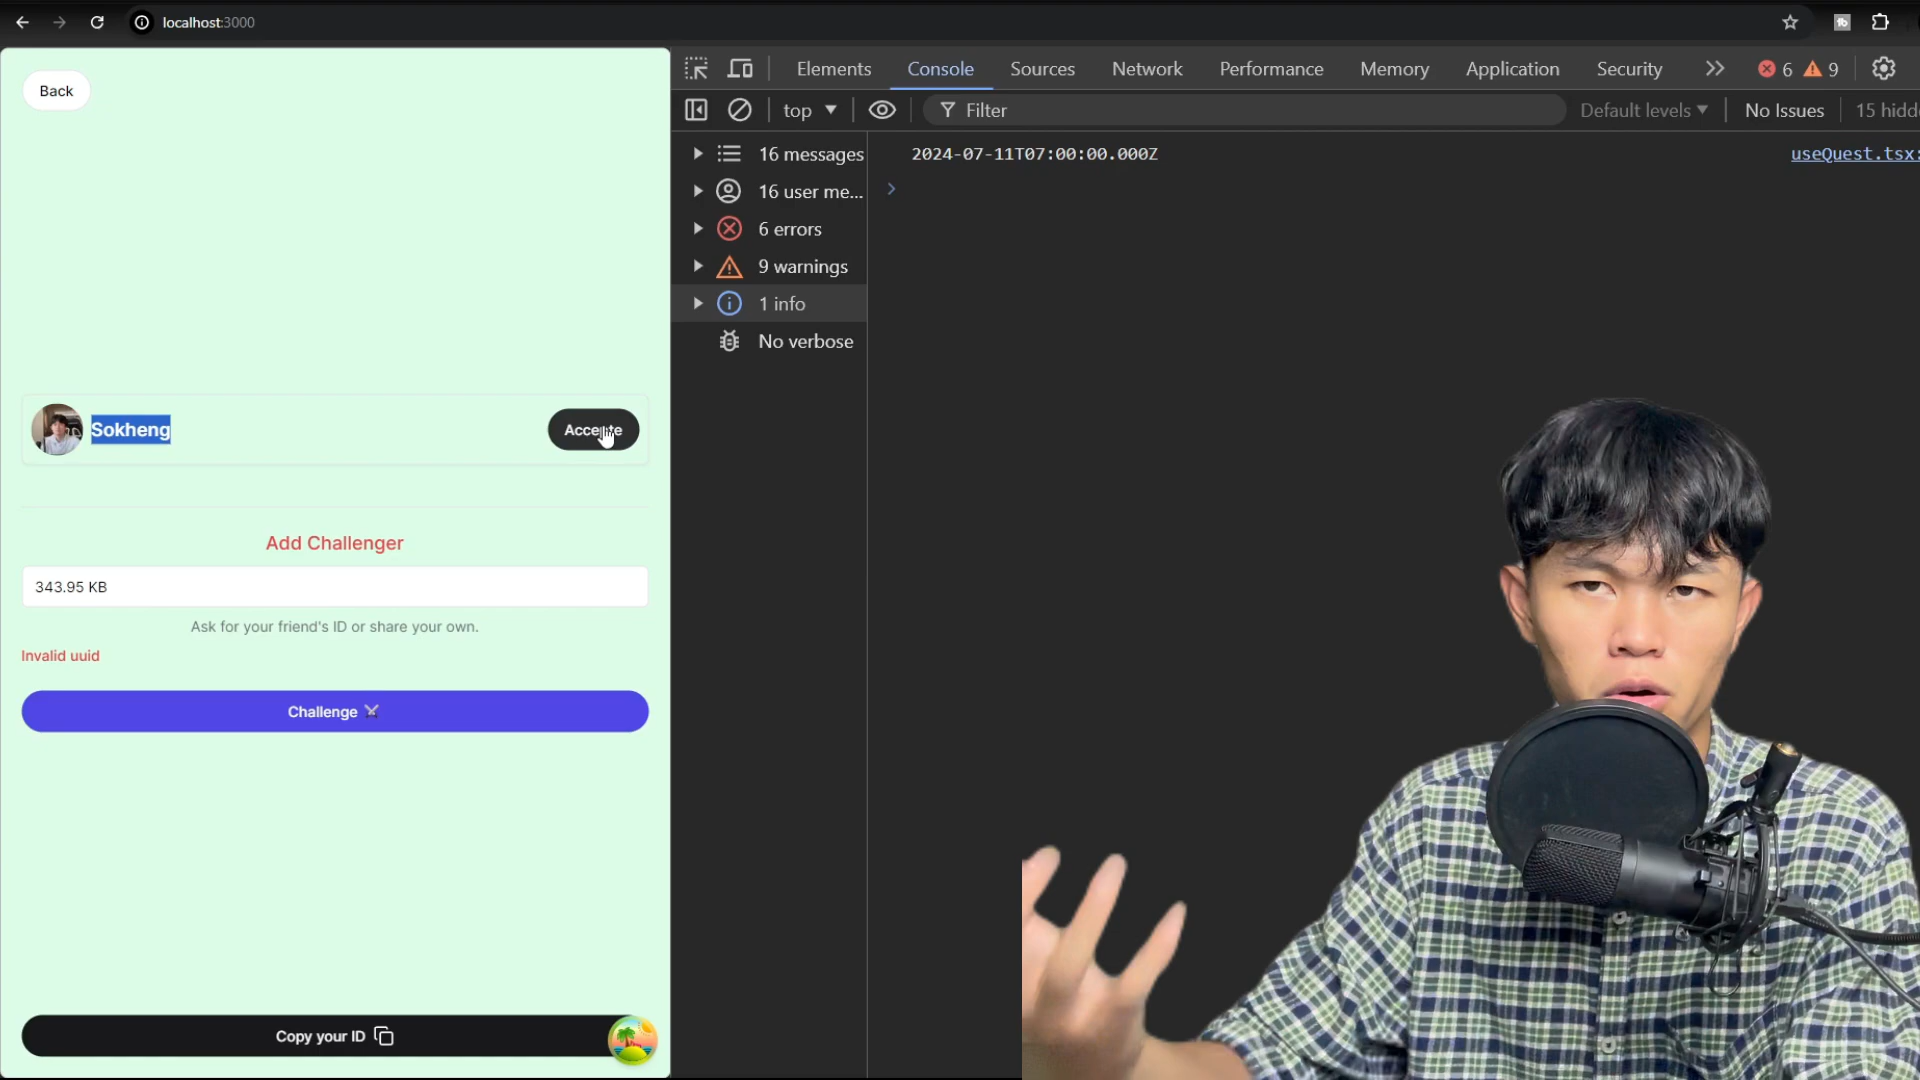 localhost:3000
Back
Elements
Console
Sources
Network
Performance
Memory
Application
Security
6
9
top
Filter
Default levels
No Issues
16 messages
2024-07-11T07:00:00.000Z
useQuest.tsx:
16 user me...
6 errors
9 warnings
1 info
No verbose
Sokheng
Add Challenger
343.95 KB
Ask for your friend's ID or share your own.
Invalid uuid
Challenge
Copy your ID